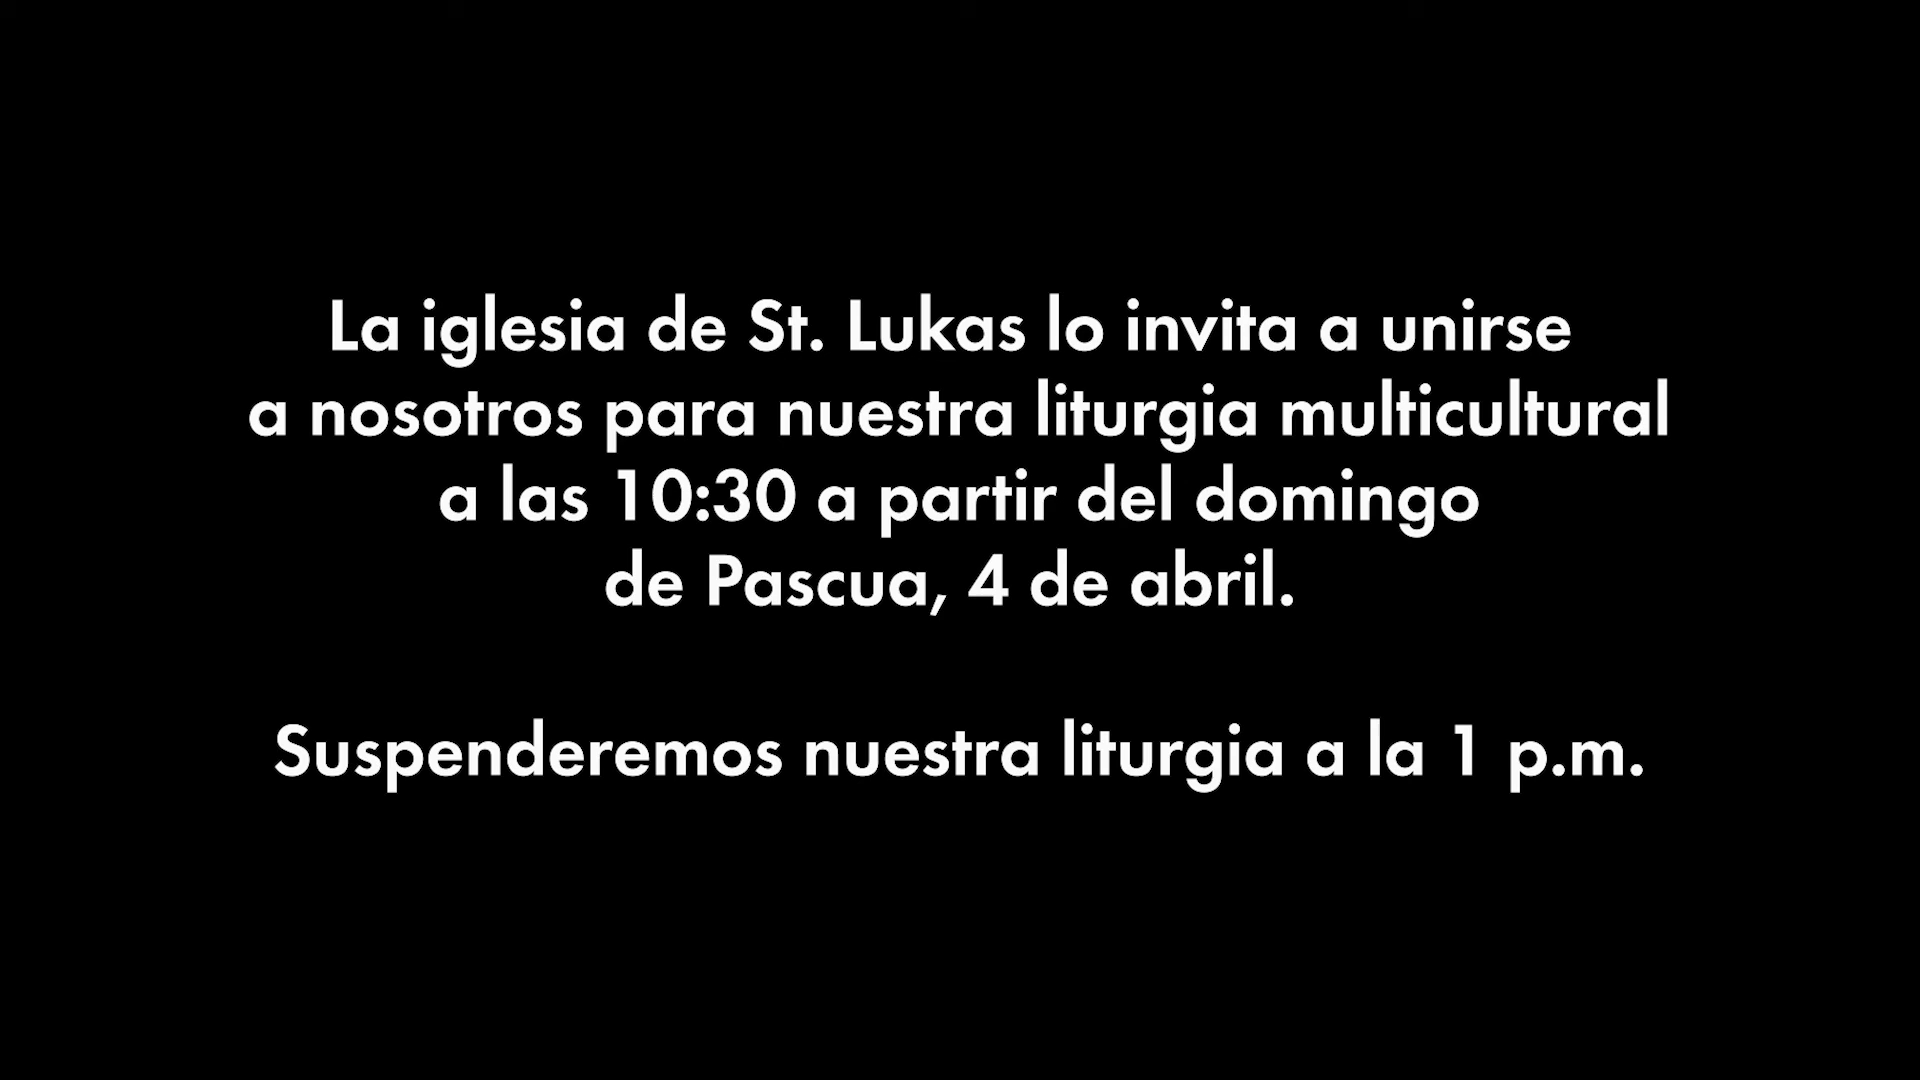 La iglesia de St. Lukas lo invita a unirse
a nosotros para nuestra liturgia multicultural
a las 10:30 a partir del domingo
de Pascua, 4 de abril.
Suspenderemos nuestra liturgia a la 1 p.m.